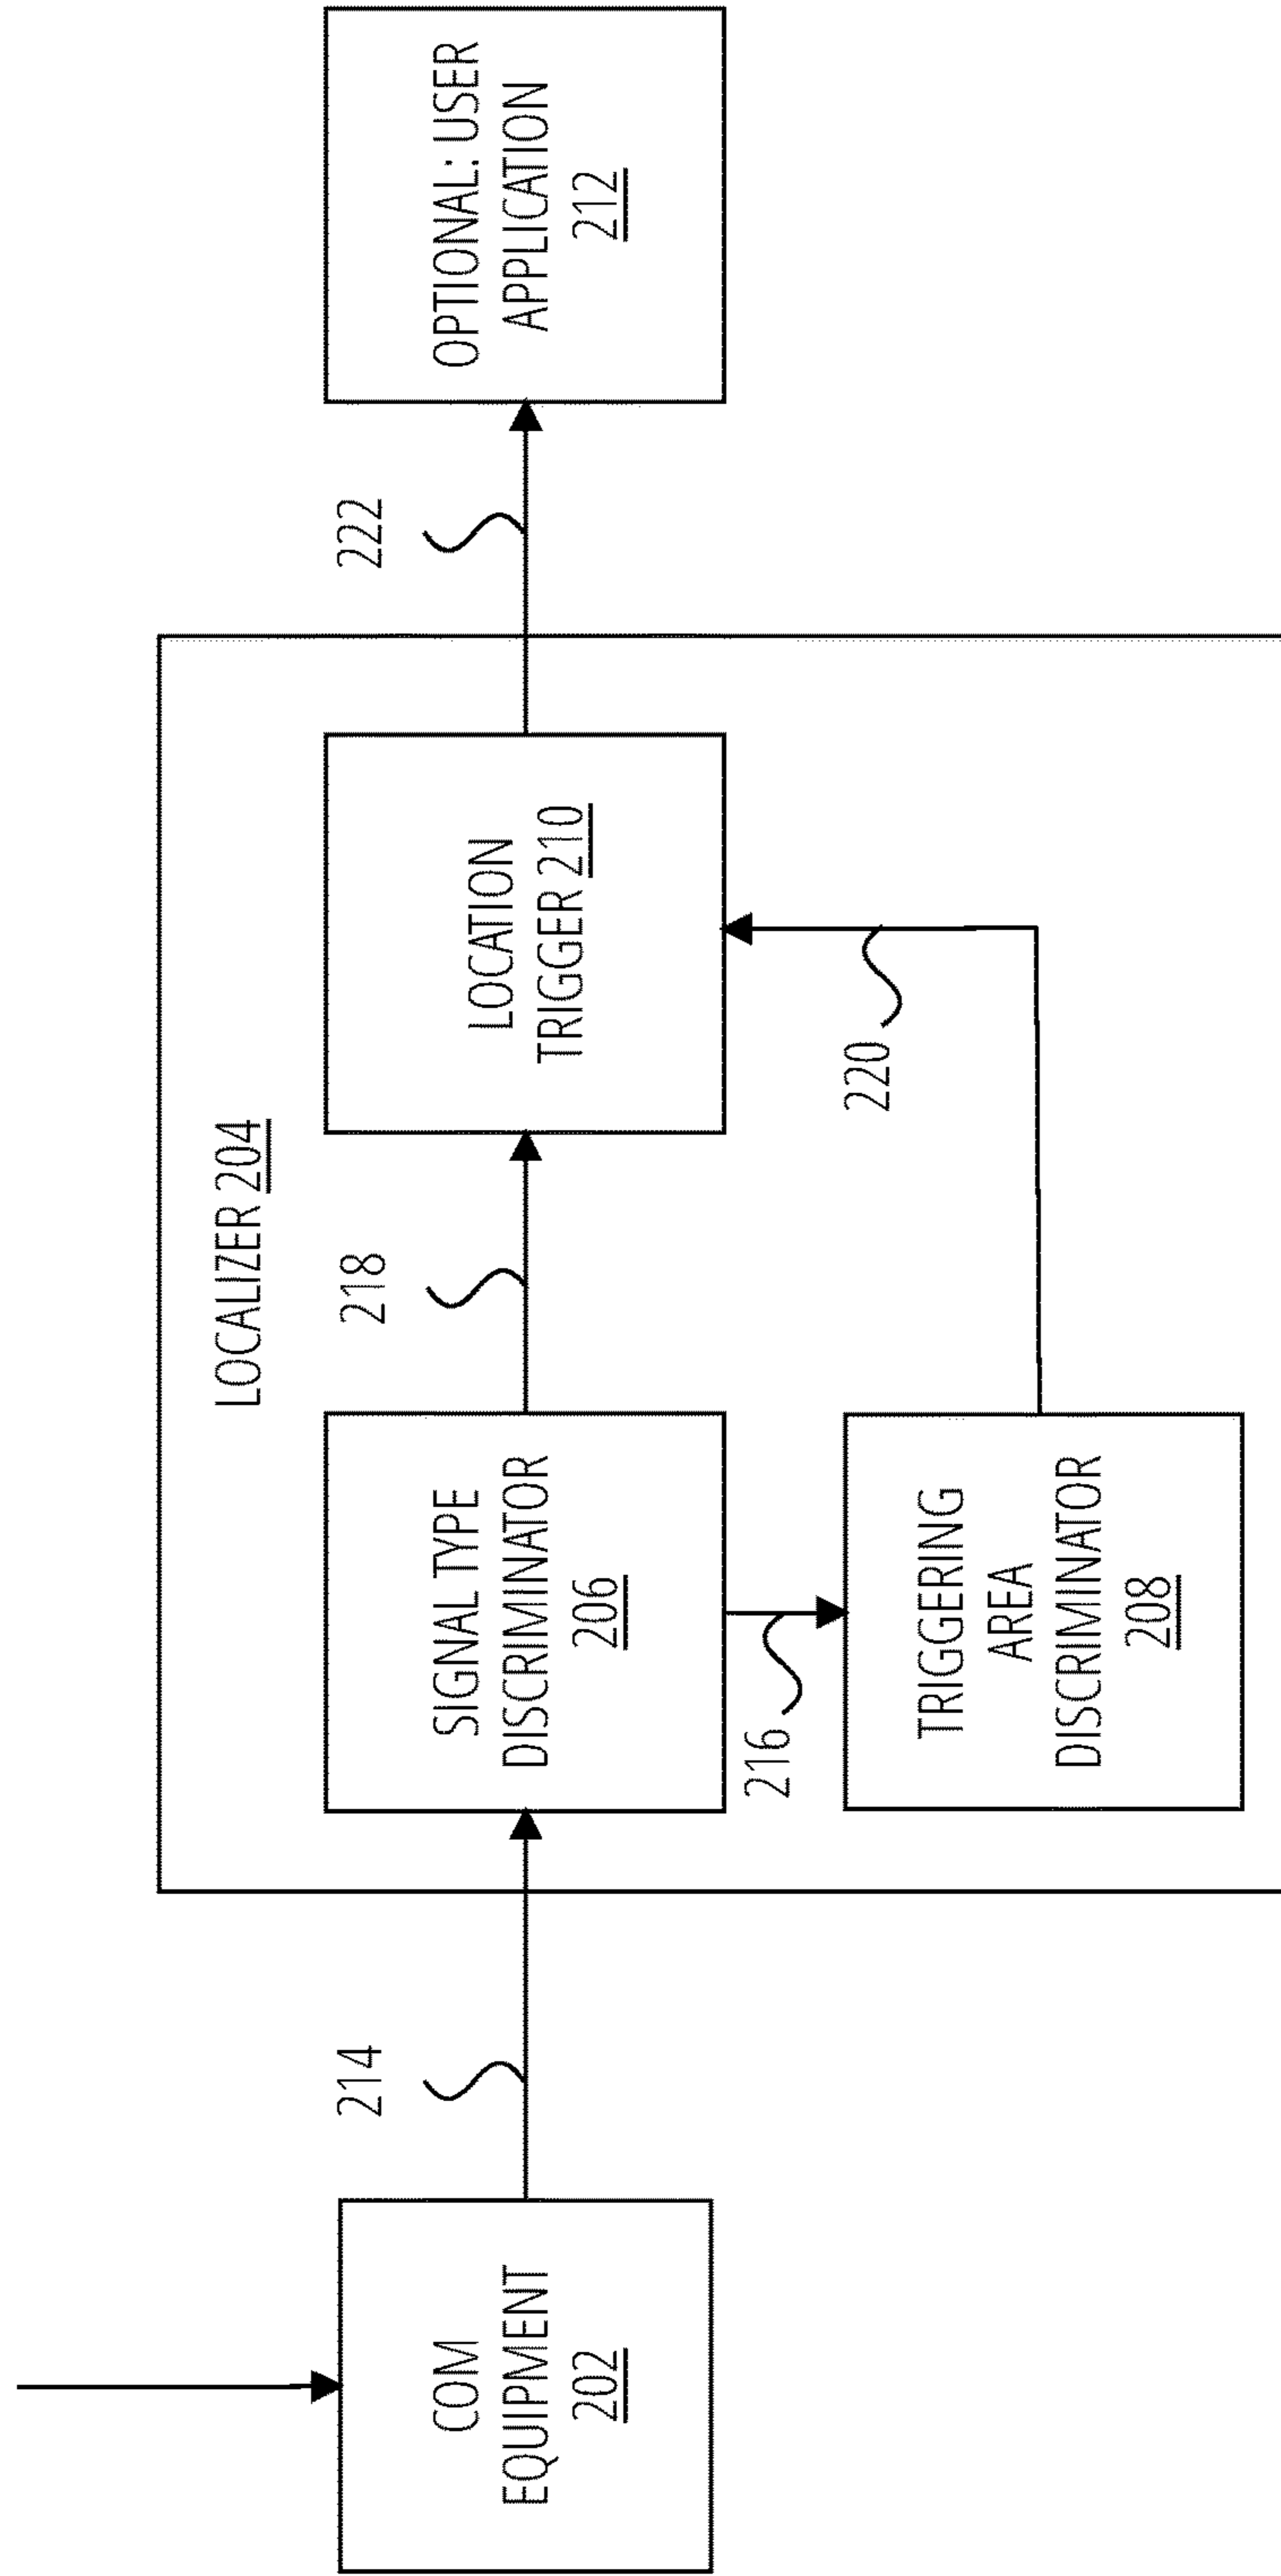 LOCALIZER 204
COM
EQUIPMENT
202
214
SIGNAL TYPE
DISCRIMINATOR
206
218
LOCATION
TRIGGER 210
222
OPTIONAL: USER
APPLICATION
212
216
TRIGGERING
AREA
DISCRIMINATOR
208
220